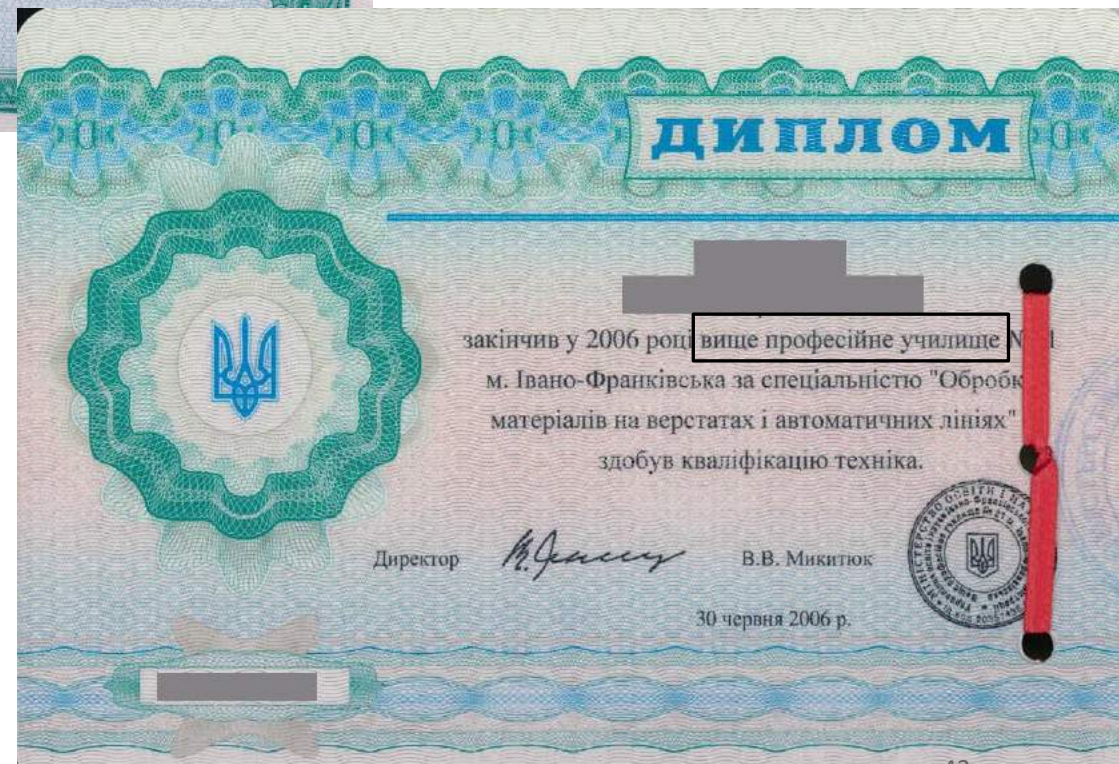 ДИПЛОМ
закінчив у 2006 році вище професійне училище
м. Івано-Франківська за спеціальністю "Обробк
матеріалів на верстатах і автоматичних лініях"
здобув кваліфікацію техніка.
Директор В.В. Микитюк
30 червня 2006 р.